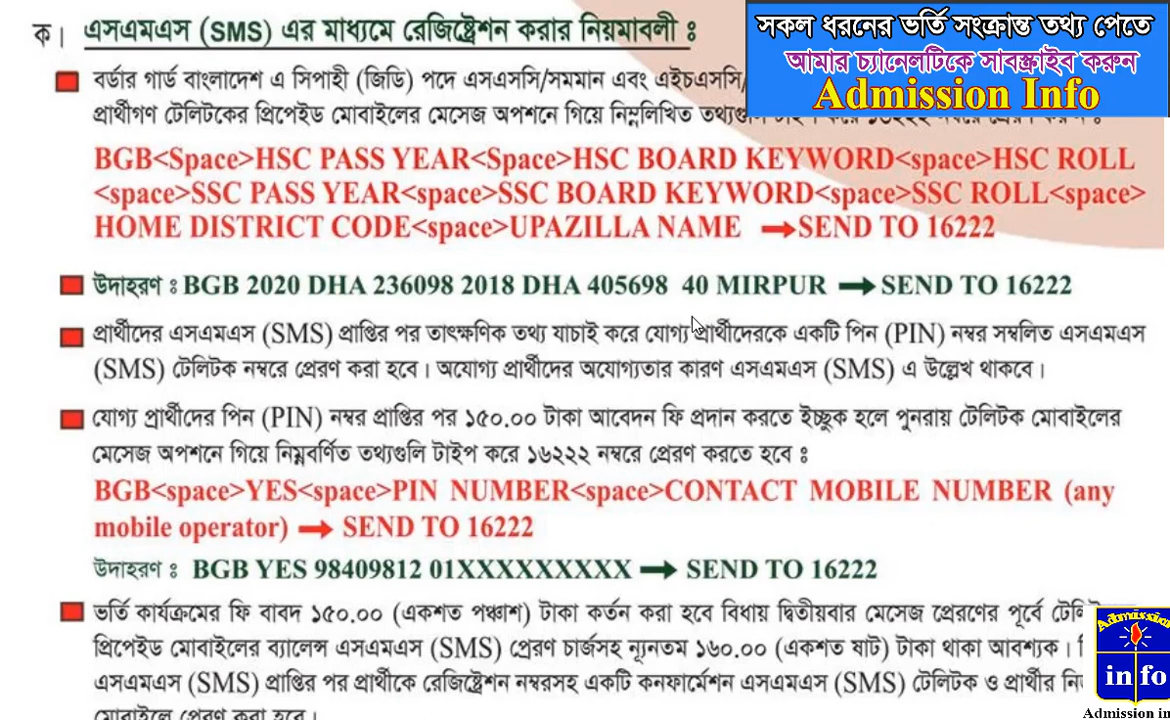 ক। এসএমএস (SMS) এর মাধ্যমে রেজিষ্ট্রেশন করার নিয়মাবলী ঃ
সকল ধরনের ভর্তি সংক্রান্ত তথ্য পেতে
আমার চ্যানেলটিকে সাবস্ক্রাইব করুন
Admission Info
বর্ডার গার্ড বাংলাদেশ এ সিপাহী (জিডি) পদে এসএসসি/সমমান এবং এইচএসসি/
প্রার্থীগণ টেলিটকের প্রিপেইড মোবাইলের মেসেজ অপশনে গিয়ে নিম্নলিখিত
BGB<Space>HSC PASS YEAR<Space>HSC BOARD KEYWORD<space>HSC ROLL
<space>SSC PASS YEAR<space>SSC BOARD KEYWORD<space>SSC ROLL<space>
HOME DISTRICT CODE<space>UPAZILLA NAME ➞SEND TO 16222
উদাহরণ ঃ BGB 2020 DHA 236098 2018 DHA 405698 40 MIRPUR ➞ SEND TO 16222
প্রার্থীদের এসএমএস (SMS) প্রাপ্তির পর তাৎক্ষণিক তথ্য যাচাই করে যোগ্য প্রার্থীদেরকে একটি পিন (PIN) নম্বর সম্বলিত এসএমএস
(SMS) টেলিটক নম্বরে প্রেরণ করা হবে। অযোগ্য প্রার্থীদের অযোগ্যতার কারণ এসএমএস (SMS) এ উল্লেখ থাকবে।
যোগ্য প্রার্থীদের পিন (PIN) নম্বর প্রাপ্তির পর ১৫০.০০ টাকা আবেদন ফি প্রদান করতে ইচ্ছুক হলে পুনরায় টেলিটক মোবাইলের
মেসেজ অপশনে গিয়ে নিম্নবর্ণিত তথ্যগুলি টাইপ করে ১৬২২২ নম্বরে প্রেরণ করতে হবে ঃ
BGB<space>YES<space>PIN NUMBER<space>CONTACT MOBILE NUMBER (any
mobile operator) ➞ SEND TO 16222
উদাহরণ ঃ BGB YES 98409812 01XXXXXXXXX ➞ SEND TO 16222
ভর্তি কার্যক্রমের ফি বাবদ ১৫০.০০ (একশত পঞ্চাশ) টাকা কর্তন করা হবে বিধায় দ্বিতীয়বার মেসেজ প্রেরণের পূর্বে
প্রিপেইড মোবাইলের ব্যালেন্স এসএমএস (SMS) প্রেরণ চার্জসহ ন্যূনতম ১৬০.০০ (একশত ষাট) টাকা থাকা আবশ্যক।
এসএমএস (SMS) প্রাপ্তির পর প্রার্থীকে রেজিষ্ট্রেশন নম্বরসহ একটি কনফার্মেশন এসএমএস (SMS) টেলিটক ও প্রার্থীর
মোবাইলে প্রেরণ করা হবে।
Admission
info
Admission in